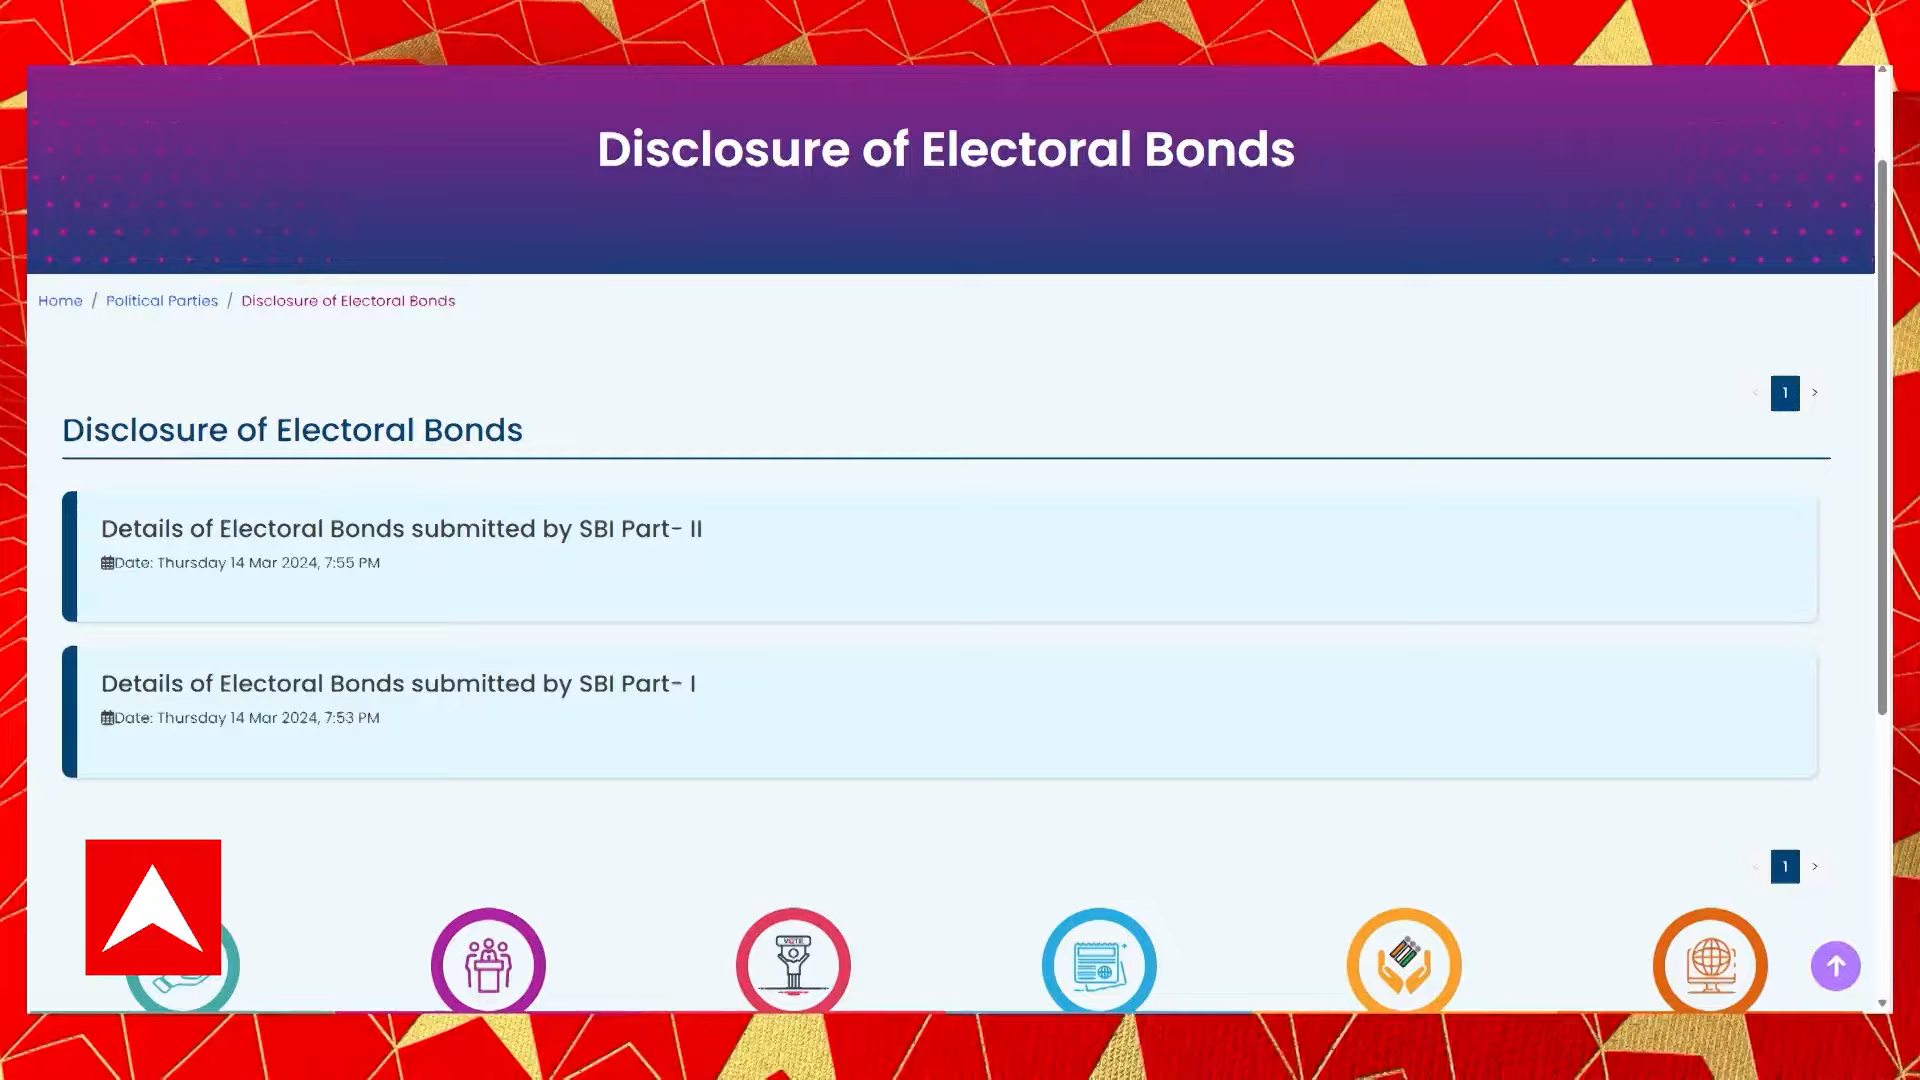 Disclosure of Electoral Bonds
Home / Political Parties / Disclosure of Electoral Bonds
< 1 >
Disclosure of Electoral Bonds
Details of Electoral Bonds submitted by SBI Part- II
Date: Thursday 14 Mar 2024, 7:55 PM
Details of Electoral Bonds submitted by SBI Part- I
Date: Thursday 14 Mar 2024, 7:53 PM
< 1 >
VOTE